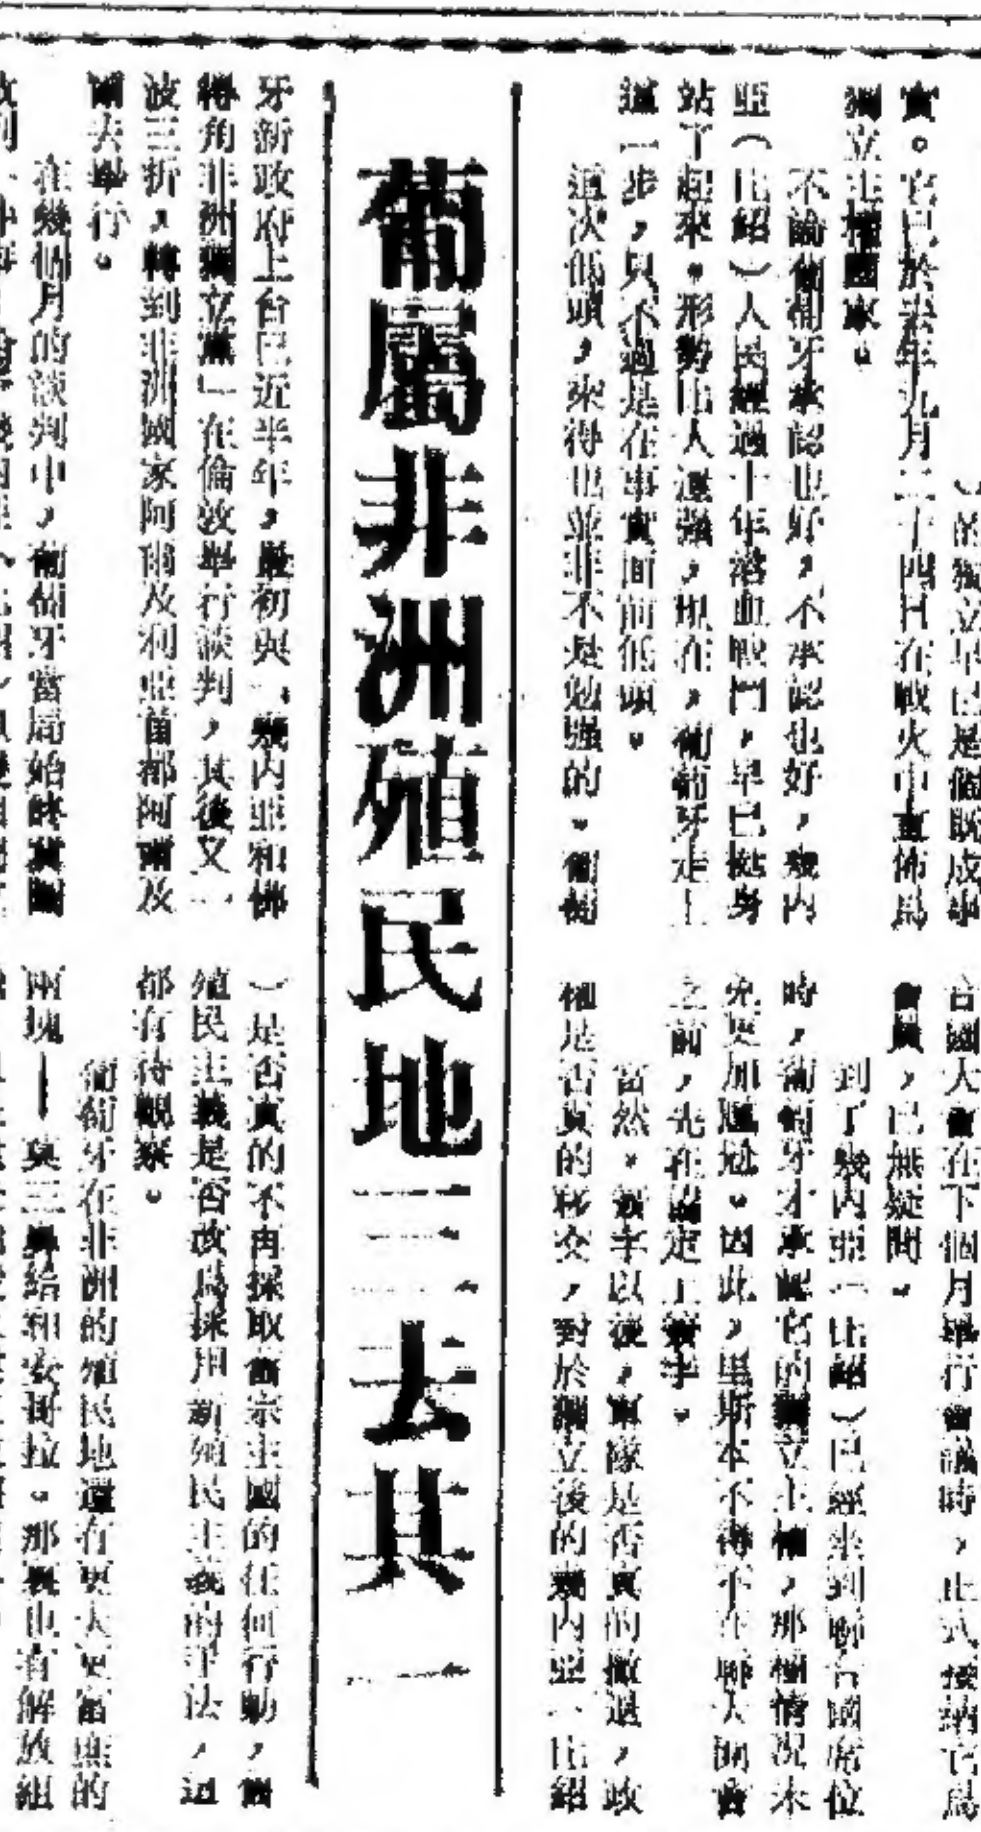 葡屬非洲殖民地三去其一
）的獨立早已是個既成事
實。它已於去年九月二十四日在戰火中宣佈爲
獨立主權國家。
不論葡萄牙承認也好，不承認也好，幾内
亞（比紹）人民經過十年浴血戰鬥，早已挺身
站了起來。形勢比人還強，現在，葡萄牙走上
這一步，只不過是在事實面前低頭。
這次低頭，來得也並非不是勉強的。葡萄
牙新政府上台已近半年，最初與「幾内亞和佛
得角非洲獨立黨」在倫敦舉行談判，其後又一
波三折，轉到非洲國家阿爾及利亞首都阿爾及
爾去舉行。
在幾個月的談判中，葡萄牙當局始終試圖
合國大會在下個月舉行會議時，正式接納它爲
會員，已無疑問。
到了幾内亞（比紹）已經坐到聯合國席位
時，葡萄牙才承認它的獨立主權，那種情況未
免更加尷尬。因此，里斯本不得不在聯大開會
之前，先在協定上簽字。
當然，簽字以後，軍隊是否真的撤退，政
權是否真的移交，對於獨立後的幾内亞（比紹
）是否真的不再採取舊宗主國的任何行動，舊
殖民主義是否改爲採用新殖民主義的手法，這
都有待觀察。
葡萄牙在非洲的殖民地還有更大更富庶的
兩塊——莫三鼻給和安哥拉。那裏也有解放組